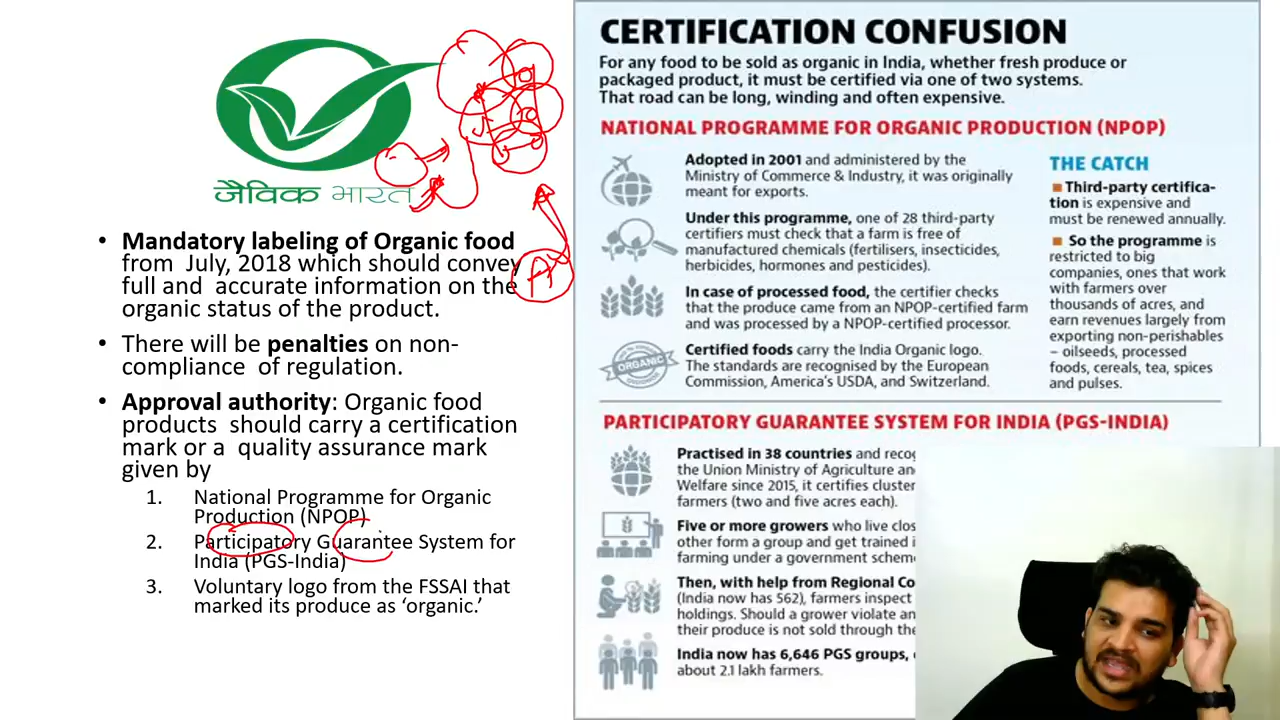 जैविक भारत
• Mandatory labeling of Organic food
from July, 2018 which should convey
full and accurate information on the
organic status of the product.
• There will be penalties on non-
compliance of regulation.
• Approval authority: Organic food
products should carry a certification
mark or a quality assurance mark
given by
1. National Programme for Organic
Production (NPOP)
2. Participatory Guarantee System for
India (PGS-India)
3. Voluntary logo from the FSSAI that
marked its produce as ‘organic.’
CERTIFICATION CONFUSION
For any food to be sold as organic in India, whether fresh produce or
packaged product, it must be certified via one of two systems.
That road can be long, winding and often expensive.
NATIONAL PROGRAMME FOR ORGANIC PRODUCTION (NPOP)
Adopted in 2001 and administered by the
Ministry of Commerce & Industry, it was originally
meant for exports.
Under this programme, one of 28 third-party
certifiers must check that a farm is free of
manufactured chemicals (fertilisers, insecticides,
herbicides, hormones and pesticides).
In case of processed food, the certifier checks
that the produce came from an NPOP-certified farm
and was processed by a NPOP-certified processor.
ORGANIC
Certified foods carry the India Organic logo.
The standards are recognised by the European
Commission, America's USDA, and Switzerland.
THE CATCH
Third-party certifica-
tion is expensive and
must be renewed annually.
So the programme is
restricted to big
companies, ones that work
with farmers over
thousands of acres, and
earn revenues largely from
exporting non-perishables
– oilseeds, processed
foods, cereals, tea, spices
and pulses.
PARTICIPATORY GUARANTEE SYSTEM FOR INDIA (PGS-INDIA)
Practised in 38 countries and
the Union Ministry of Agriculture
Welfare since 2015, it certifies
farmers (two and five acres each).
Five or more growers who live
other form a group and get trained
farming under a government
Then, with help from Regional
(India now has 562), farmers inspect
holdings. Should a grower violate
their produce is not sold through
India now has 6,646 PGS groups,
about 2.1 lakh farmers.